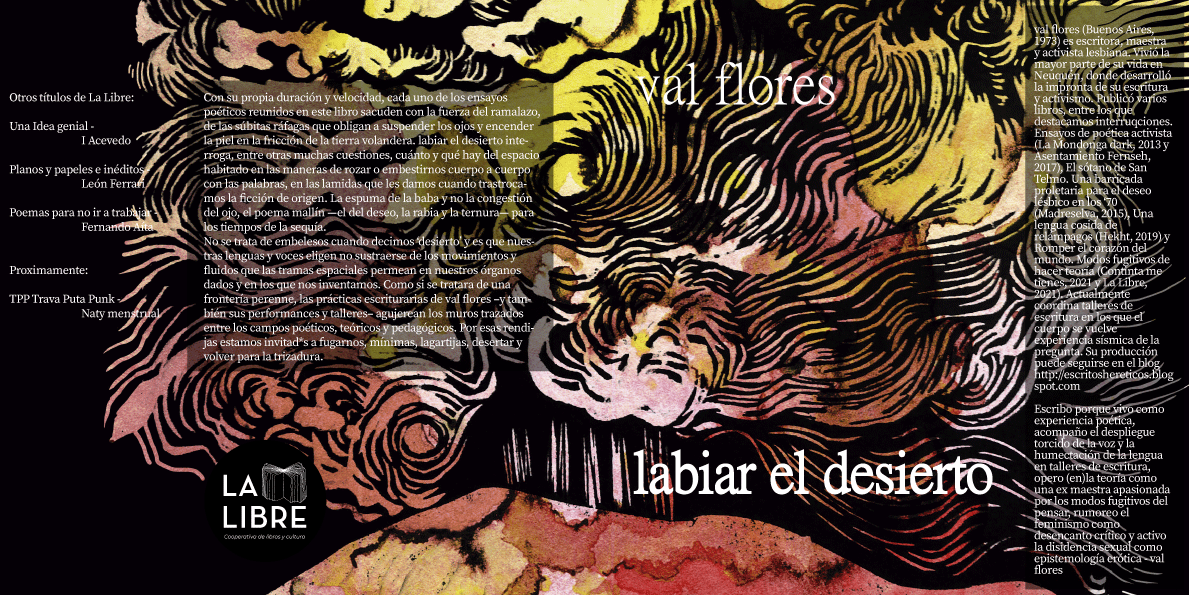 Otros títulos de La Libre:
Una Idea genial -
I Acevedo
Planos y papeles e inéditos -
León Ferrari
Poemas para no ir a trabajar -
Fernando Aíta
Proximamente:
TPP Trava Puta Punk -
Naty menstrual
Con su propia duración y velocidad, cada uno de los ensayos
poéticos reunidos en este libro sacuden con la fuerza del ramalazo,
de las súbitas ráfagas que obligan a suspender los ojos y encender
la piel en la fricción de la tierra volandera. labiar el desierto inte-
rroga, entre otras muchas cuestiones, cuánto y qué hay del espacio
habitado en las maneras de rozar o embestirnos cuerpo a cuerpo
con las palabras, en las lamidas que les damos cuando trastroca-
mos la ficción de origen. La espuma de la baba y no la congestión
del ojo, el poema mallín —el del deseo, la rabia y la ternura— para
los tiempos de la sequía.
No se trata de embelesos cuando decimos 'desierto' y es que nues-
tras lenguas y voces eligen no sustraerse de los movimientos y
fluidos que las tramas espaciales permean en nuestros órganos
dados y en los que nos inventamos. Como si se tratara de una
frontería perenne, las prácticas escriturarias de val flores –y tam-
bién sus performances y talleres– agujerean los muros trazados
entre los campos poéticos, teóricos y pedagógicos. Por esas rendi-
jas estamos invitad*s a fugarnos, mínimas, lagartijas, desertar y
volver para la trizadura.
LA
LIBRE
Cooperativa de libros y cultura
val flores
labiar el desierto
val flores (Buenos Aires,
1973) es escritora, maestra
y activista lesbiana. Vivió la
mayor parte de su vida en
Neuquén, donde desarrolló
la impronta de su escritura
y activismo. Publicó varios
libros, entre los que
destacamos interruqciones.
Ensayos de poética activista
(La Mondonga dark, 2013 y
Asentamiento Fernseh,
2017), El sótano de San
Telmo. Una barricada
proletaria para el deseo
lésbico en los '70
(Madreselva, 2015), Una
lengua cosida de
relámpagos (Hekht, 2019) y
Romper el corazón del
mundo. Modos fugitivos de
hacer teoría (Continta me
tienes, 2021 y La Libre,
2021). Actualmente
coordina talleres de
escritura en los que el
cuerpo se vuelve
experiencia sísmica de la
pregunta. Su producción
puede seguirse en el blog
http://escritoshereticos.blog
spot.com
Escribo porque vivo como
experiencia poética,
acompaño el despliegue
torcido de la voz y la
humectación de la lengua
en talleres de escritura,
opero (en)la teoría como
una ex maestra apasionada
por los modos fugitivos del
pensar, rumoreo el
feminismo como
desencanto crítico y activo
la disidencia sexual como
epistemología erótica - val
flores